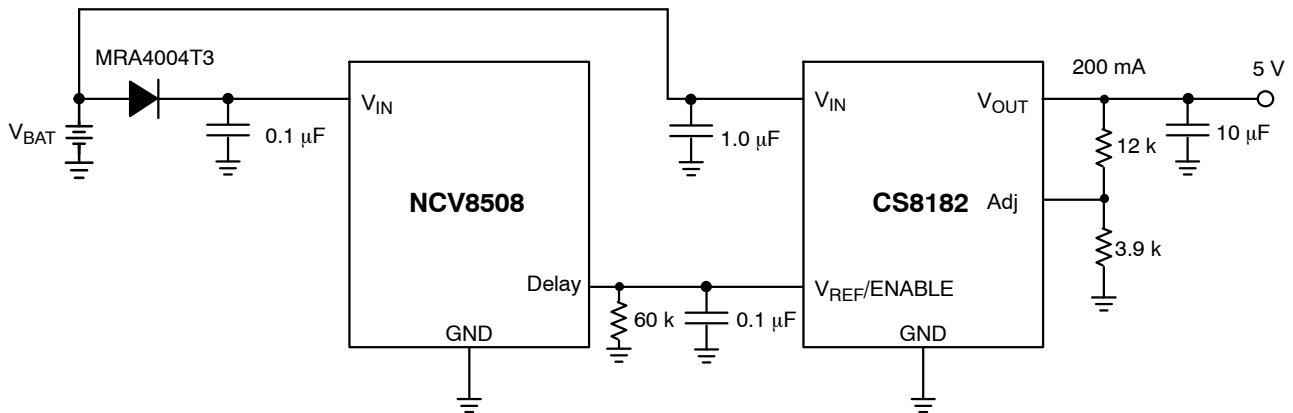 MRA4004T3
V_BAT
0.1 μF
V_IN
NCV8508
Delay
GND
60 k
0.1 μF
1.0 μF
V_IN
CS8182
V_REF/ENABLE
GND
V_OUT
Adj
200 mA
5 V
12 k
10 μF
3.9 k